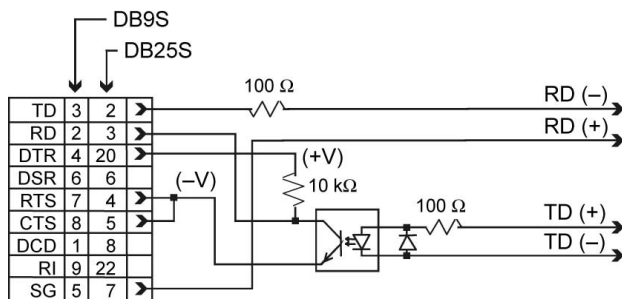 DB9S
DB25S
100 Ω
RD (–)
TD 3 2
RD 2 3
RD (+)
DTR 4 20
(+V)
DSR 6 6
(–V)
10 kΩ
RTS 7 4
100 Ω
TD (+)
CTS 8 5
DCD 1 8
TD (–)
RI 9 22
SG 5 7